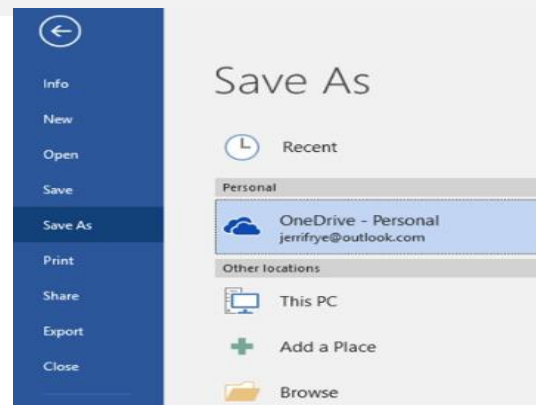 Info
New
Open
Save
Save As
Print
Share
Export
Close
Save As
Recent
Personal
OneDrive - Personal
jerrifrye@outlook.com
Other locations
This PC
Add a Place
Browse